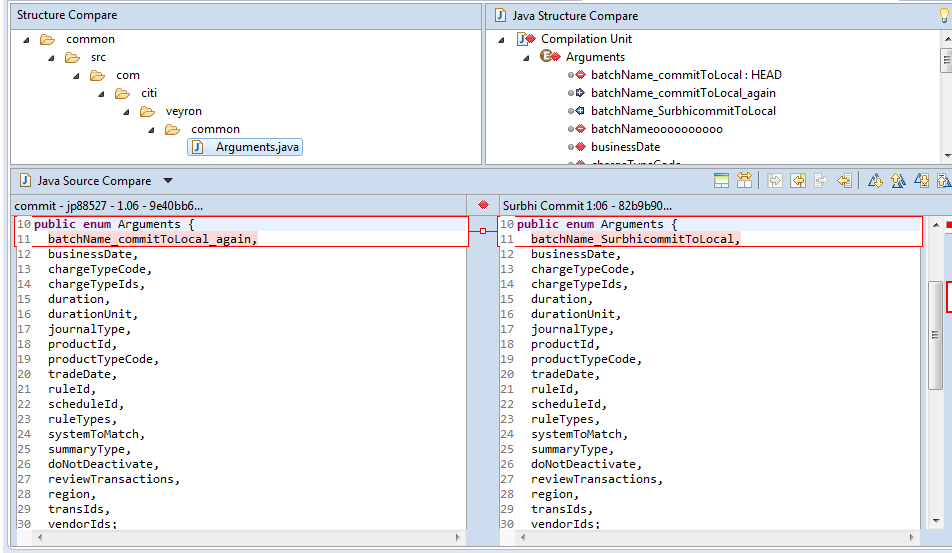 Structure Compare
common
src
com
citi
veyron
common
Arguments.java
Java Structure Compare
Compilation Unit
Arguments
batchName_commitToLocal : HEAD
batchName_commitToLocal_again
batchName_SurbhicommitToLocal
batchNameoooooooooo
businessDate
chargeTypeCode
Java Source Compare
commit - jp88527 - 1.06 - 9e40bb6...
10 public enum Arguments {
11 batchName_commitToLocal_again,
12 businessDate,
13 chargeTypeCode,
14 chargeTypeIds,
15 duration,
16 durationUnit,
17 journalType,
18 productId,
19 productTypeCode,
20 tradeDate,
21 ruleId,
22 scheduleId,
23 ruleTypes,
24 systemToMatch,
25 summaryType,
26 doNotDeactivate,
27 reviewTransactions,
28 region,
29 transIds,
30 vendorIds;
Surbhi Commit 1:06 - 82b9b90...
10 public enum Arguments {
11 batchName_SurbhicommitToLocal,
12 businessDate,
13 chargeTypeCode,
14 chargeTypeIds,
15 duration,
16 durationUnit,
17 journalType,
18 productId,
19 productTypeCode,
20 tradeDate,
21 ruleId,
22 scheduleId,
23 ruleTypes,
24 systemToMatch,
25 summaryType,
26 doNotDeactivate,
27 reviewTransactions,
28 region,
29 transIds,
30 vendorIds;